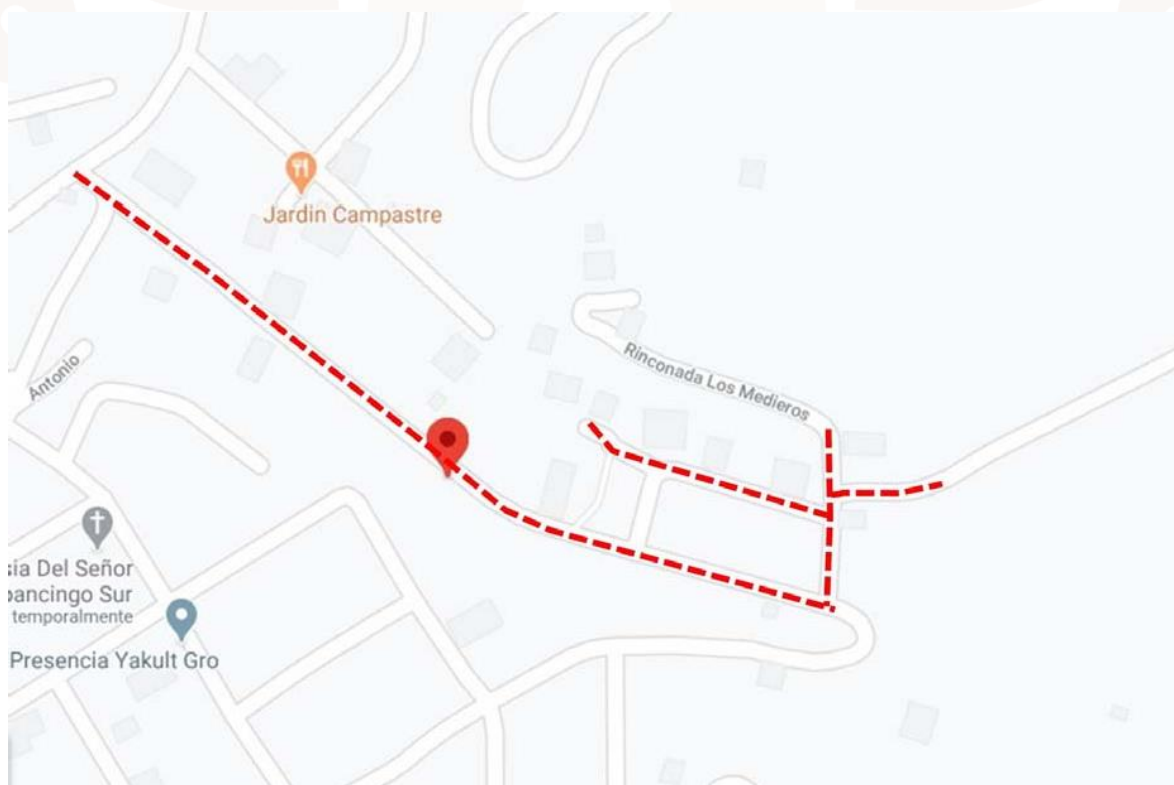 Jardin Campastre
Rinconada Los Medieros
Antonio
sia Del Señor
pancingo Sur
temporalmente
Presencia Yakult Gro